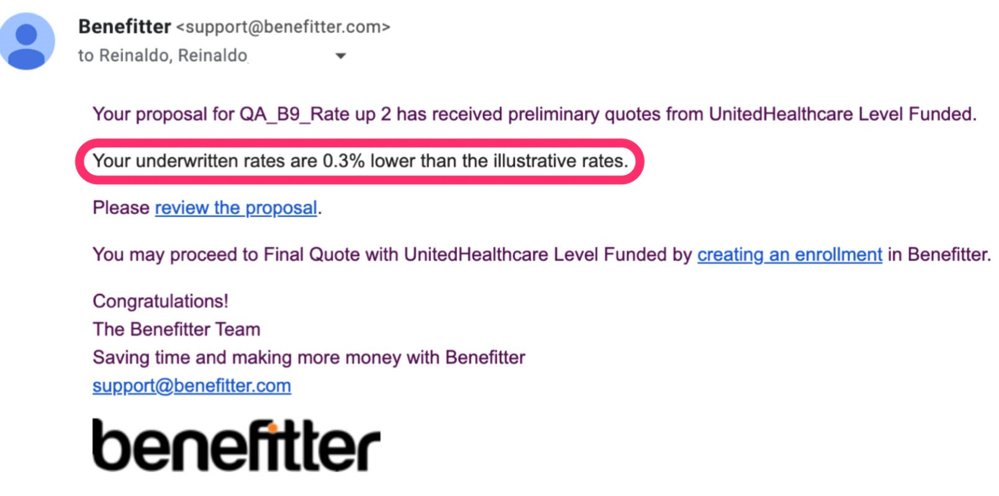 Benefitter <support@benefitter.com>
to Reinaldo, Reinaldo
Your proposal for QA_B9_Rate up 2 has received preliminary quotes from UnitedHealthcare Level Funded.
Your underwritten rates are 0.3% lower than the illustrative rates.
Please review the proposal.
You may proceed to Final Quote with UnitedHealthcare Level Funded by creating an enrollment in Benefitter.
Congratulations!
The Benefitter Team
Saving time and making more money with Benefitter
support@benefitter.com
benefitter